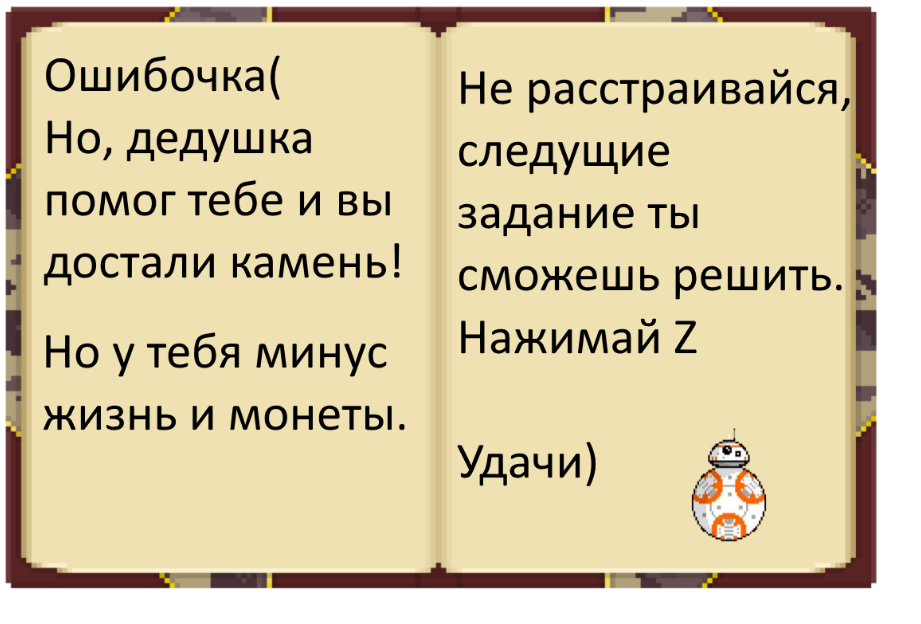 Ошибочка(
Но, дедушка
помог тебе и вы
достали камень!
Но у тебя минус
жизнь и монеты.
Не расстраивайся,
следущие
задание ты
сможешь решить.
Нажимай Z
Удачи)